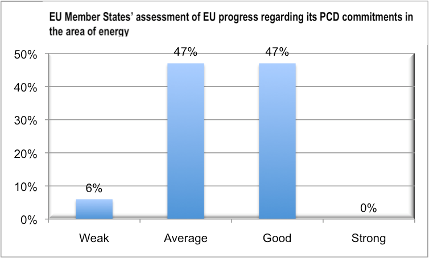 EU Member States' assessment of EU progress regarding its PCD commitments in
the area of energy
50%
40%
30%
20%
10%
0%
6%
47%
47%
0%
Weak
Average
Good
Strong